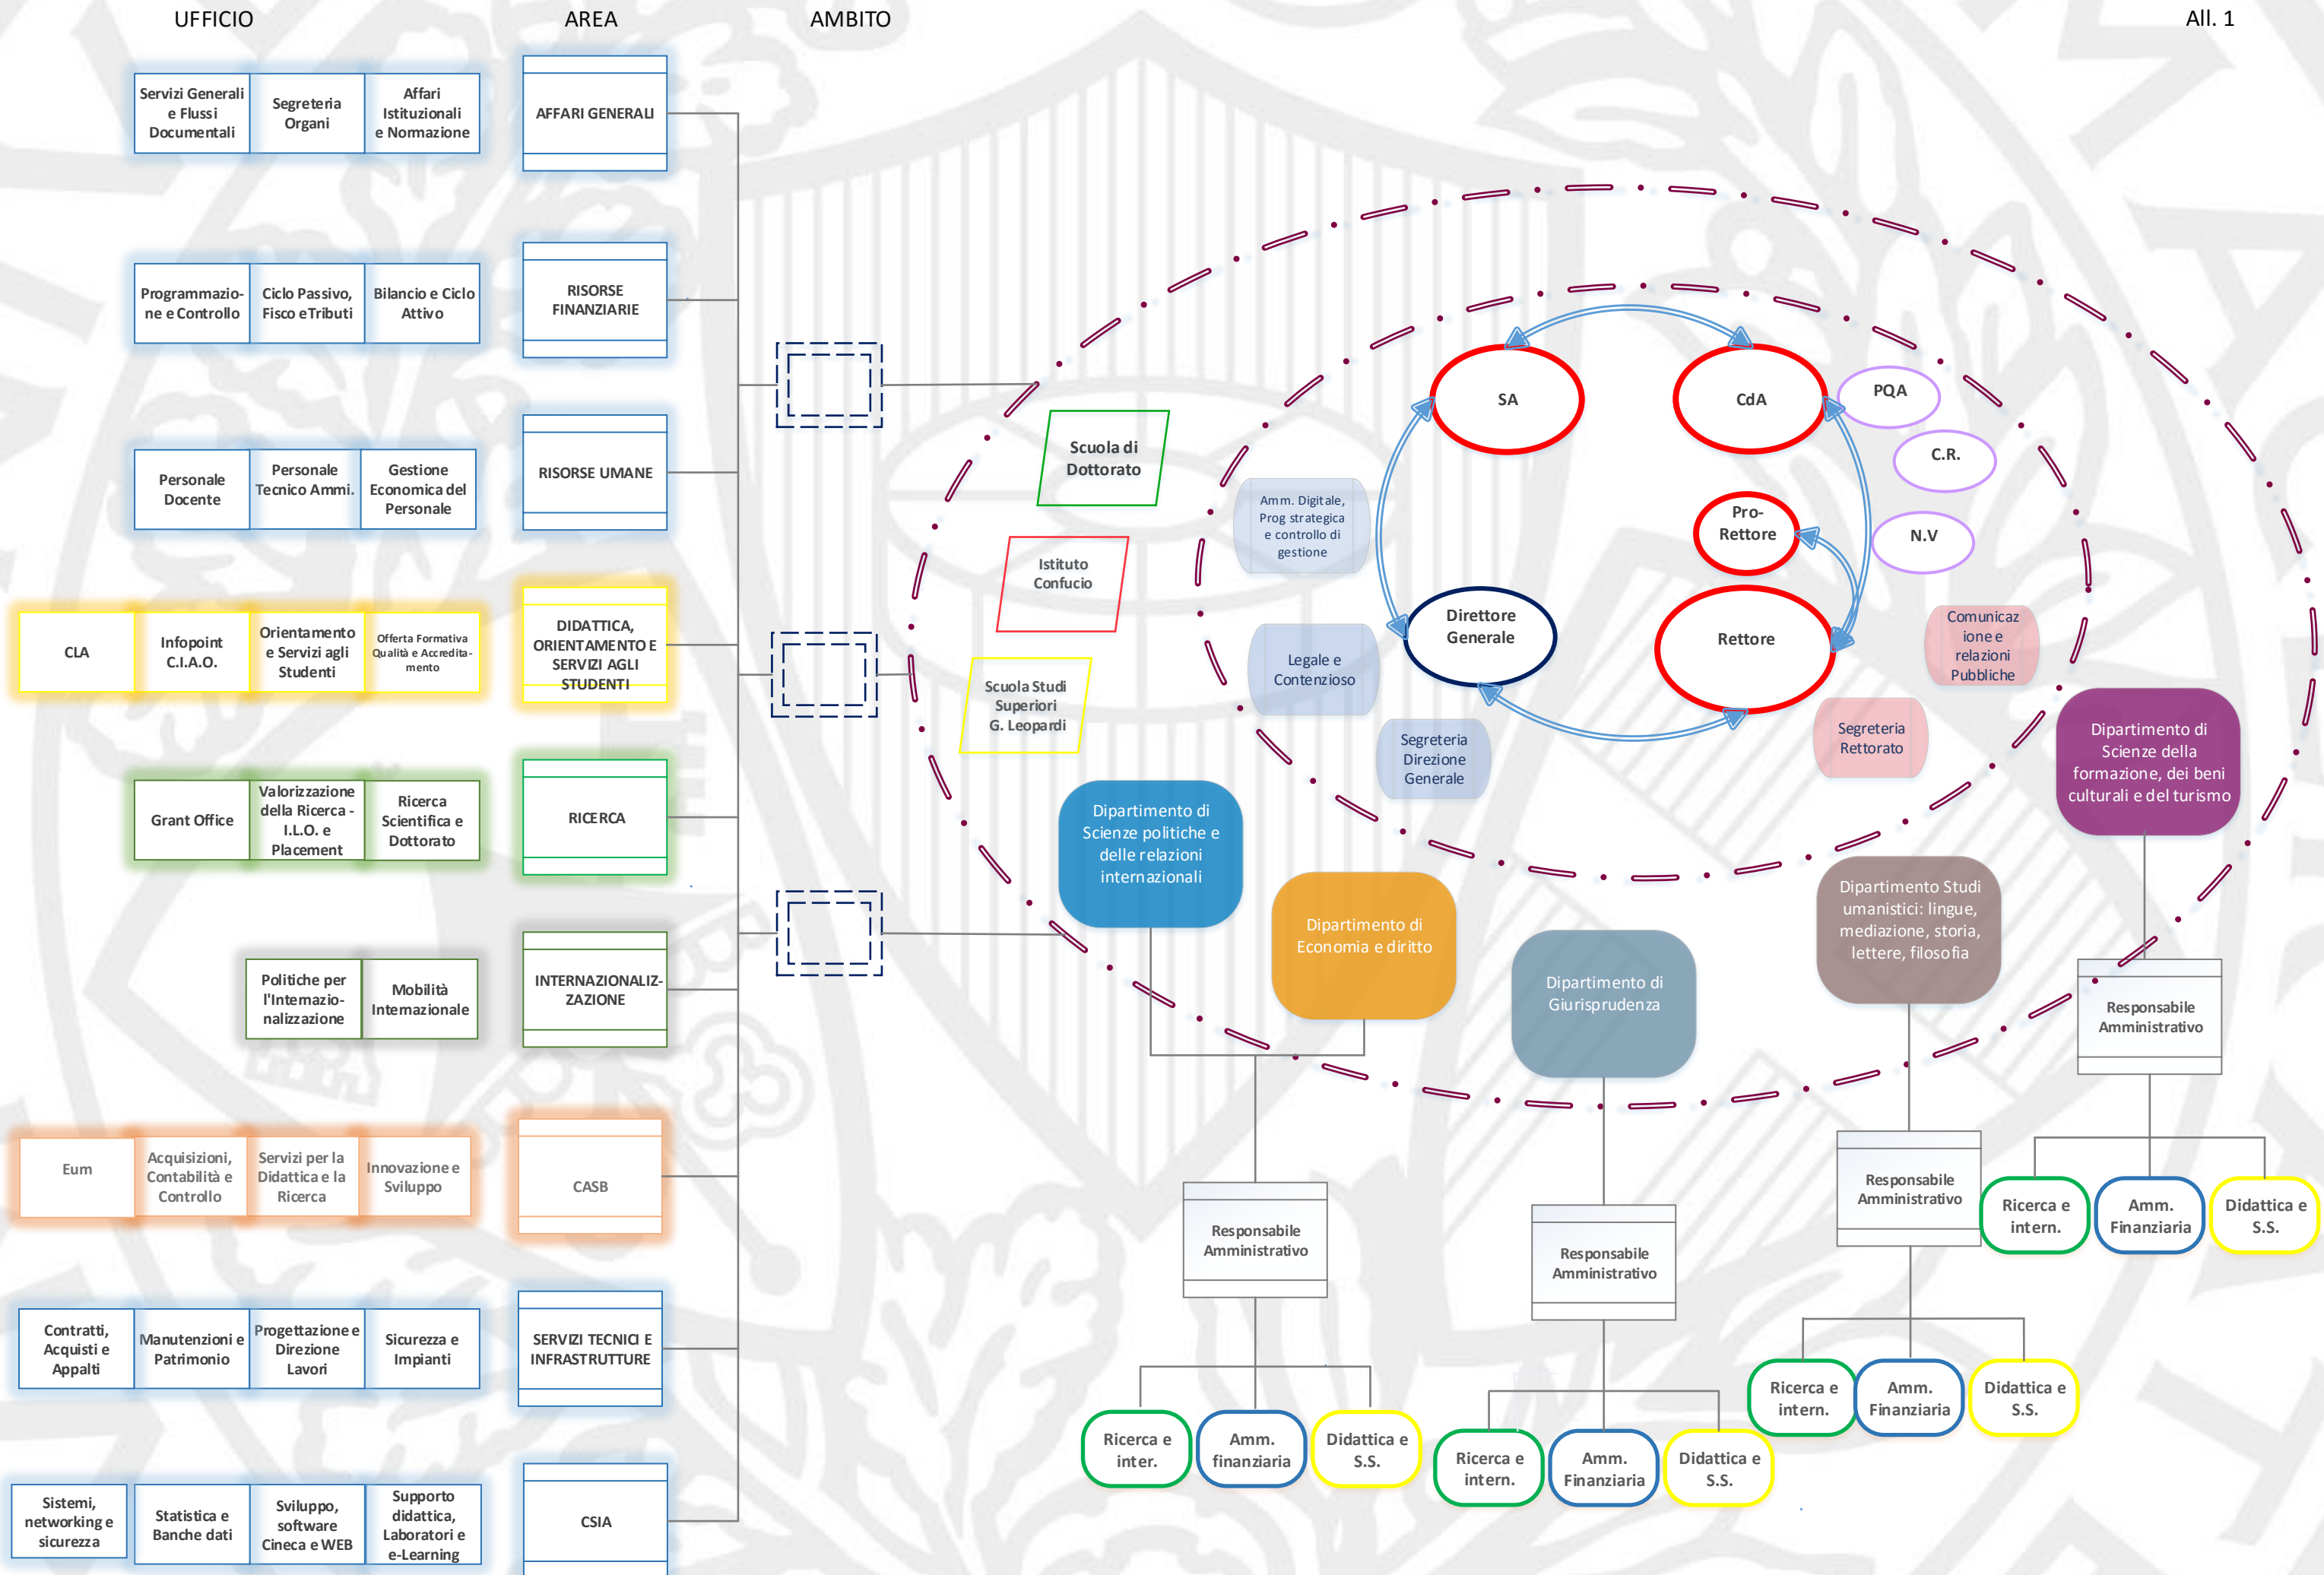 UFFICIO
AREA
AMBITO
All. 1
Servizi Generali
e Flussi
Documentali
Segreteria
Organi
Affari
Istituzionali
e Normazione
AFFARI GENERALI
Programmazio-
ne e Controllo
Ciclo Passivo,
Fisco e Tributi
Bilancio e Ciclo
Attivo
RISORSE
FINANZIARIE
Personale
Docente
Personale
Tecnico Ammi.
Gestione
Economica del
Personale
RISORSE UMANE
CLA
Infopoint
C.I.A.O.
Orientamento
e Servizi agli
Studenti
Offerta Formativa
Qualità e Accredita-
mento
DIDATTICA,
ORIENTAMENTO E
SERVIZI AGLI
STUDENTI
Grant Office
Valorizzazione
della Ricerca -
I.L.O. e
Placement
Ricerca
Scientifica e
Dottorato
RICERCA
Politiche per
l'Internazio-
nalizzazione
Mobilità
Internazionale
INTERNAZIONALIZ-
ZAZIONE
Eum
Acquisizioni,
Contabilità e
Controllo
Servizi per la
Didattica e la
Ricerca
Innovazione e
Sviluppo
CASB
Contratti,
Acquisti e
Appalti
Manutenzioni e
Patrimonio
Progettazione e
Direzione
Lavori
Sicurezza e
Impianti
SERVIZI TECNICI E
INFRASTRUTTURE
Sistemi,
networking e
sicurezza
Statistica e
Banche dati
Sviluppo,
software
Cineca e WEB
Supporto
didattica,
Laboratori e
e-Learning
CSIA
Scuola di
Dottorato
Istituto
Confucio
Scuola Studi
Superiori
G. Leopardi
SA
CdA
PQA
C.R.
N.V
Pro-
Rettore
Rettore
Direttore
Generale
Amm. Digitale,
Prog strategica
e controllo di
gestione
Legale e
Contenzioso
Segreteria
Direzione
Generale
Comunicaz
ione e
relazioni
Pubbliche
Segreteria
Rettorato
Dipartimento di
Scienze politiche e
delle relazioni
internazionali
Dipartimento di
Economia e diritto
Dipartimento di
Giurisprudenza
Dipartimento Studi
umanistici: lingue,
mediazione, storia,
lettere, filosofia
Dipartimento di
Scienze della
formazione, dei beni
culturali e del turismo
Responsabile
Amministrativo
Ricerca e
inter.
Amm.
finanziaria
Didattica e
S.S.
Responsabile
Amministrativo
Ricerca e
intern.
Amm.
Finanziaria
Didattica e
S.S.
Responsabile
Amministrativo
Ricerca e
intern.
Amm.
Finanziaria
Didattica e
S.S.
Responsabile
Amministrativo
Ricerca e
intern.
Amm.
Finanziaria
Didattica e
S.S.